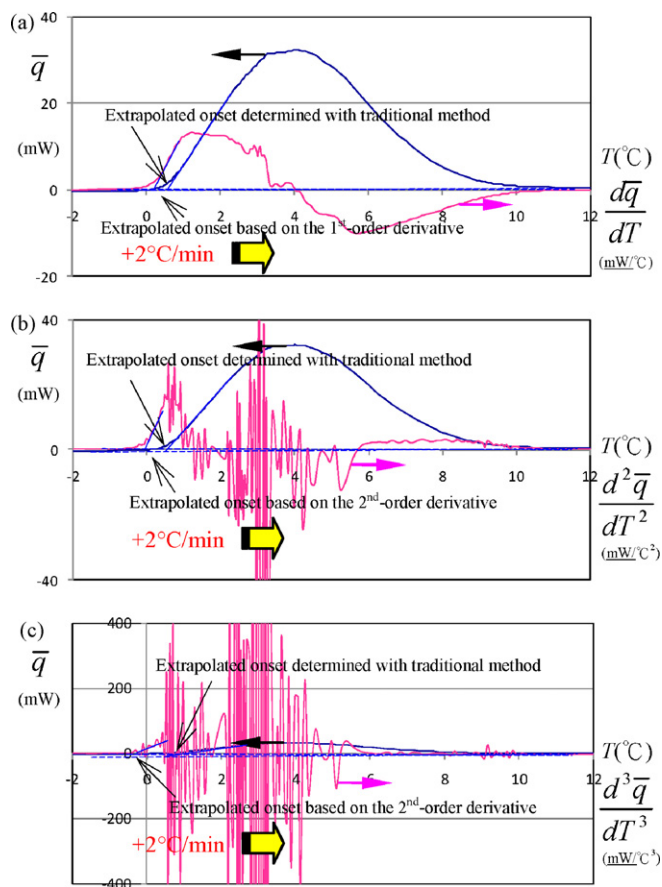 (a)
40
q̅
20
(mW)
Extrapolated onset determined with traditional method
T(℃)
0
-2 0 2 4 6 8 10 12
Extrapolated onset based on the 1st-order derivative
dq̅
dT
(mW/℃)
+2°C/min
-20
(b)
40
q̅
Extrapolated onset determined with traditional method
(mW)
T(℃)
0
-2 0 2 4 6 8 10 12
Extrapolated onset based on the 2nd-order derivative
d²q̅
dT²
(mW/℃²)
+2°C/min
-40
(c)
400
q̅
Extrapolated onset determined with traditional method
(mW)
200
T(℃)
0
-2 0 2 4 6 8 10 12
Extrapolated onset based on the 2nd-order derivative
d³q̅
dT³
(mW/℃³)
-200
+2°C/min
-400